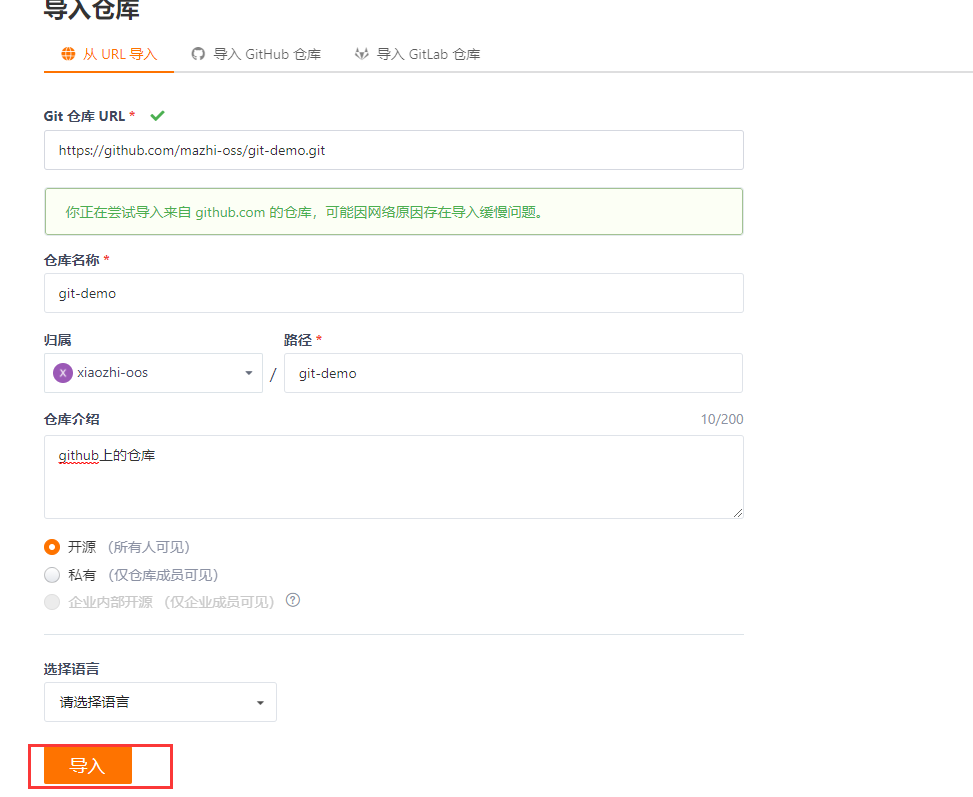 导入仓库
从 URL 导入 导入 GitHub 仓库 导入 GitLab 仓库
Git 仓库 URL *
https://github.com/mazhi-oss/git-demo.git
你正在尝试导入来自 github.com 的仓库，可能因网络原因存在导入缓慢问题。
仓库名称 *
git-demo
归属 路径 *
X xiaozhi-oos / git-demo
仓库介绍 10/200
github上的仓库
开源 (所有人可见)
私有 (仅仓库成员可见)
企业内部开源 (仅企业成员可见) ?
选择语言
请选择语言
导入